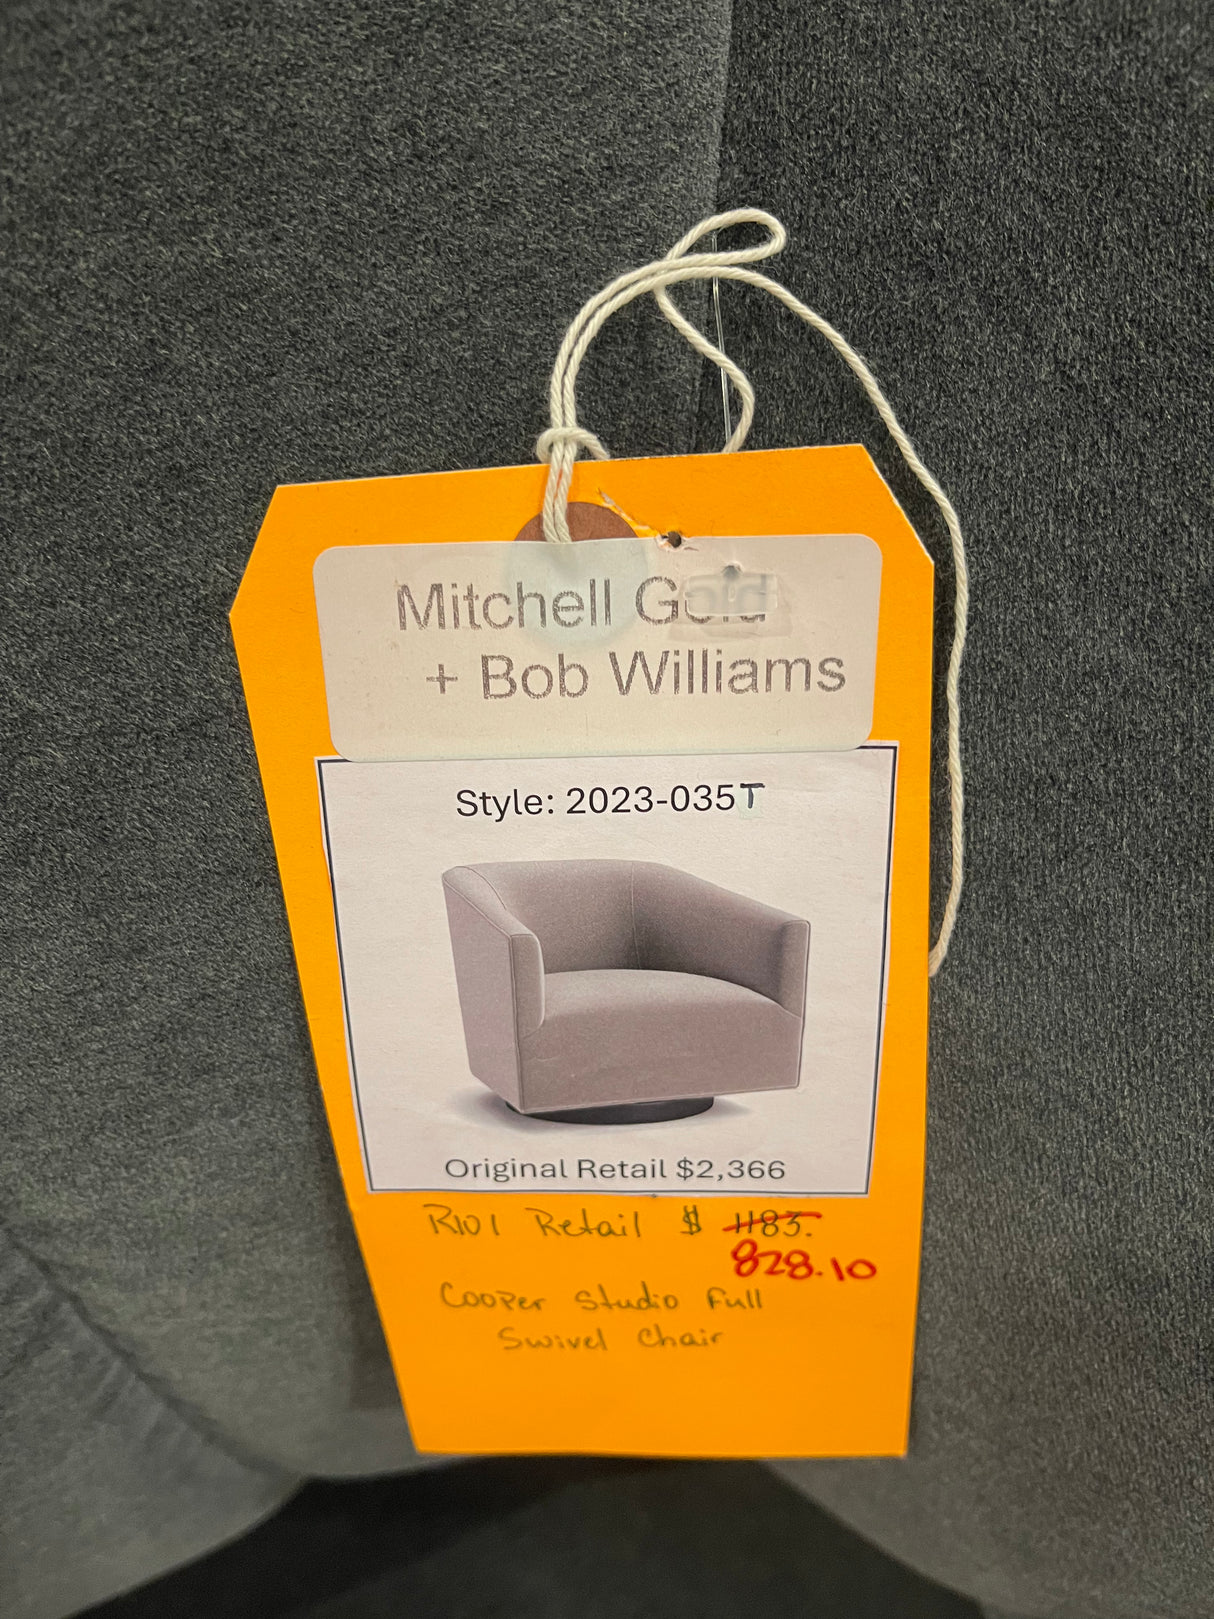 Mitchell Gold
+ Bob Williams
Style: 2023-035T
Original Retail $2,366
R101 Retail $ 1183.
828.10
Cooper Studio Full
Swivel Chair